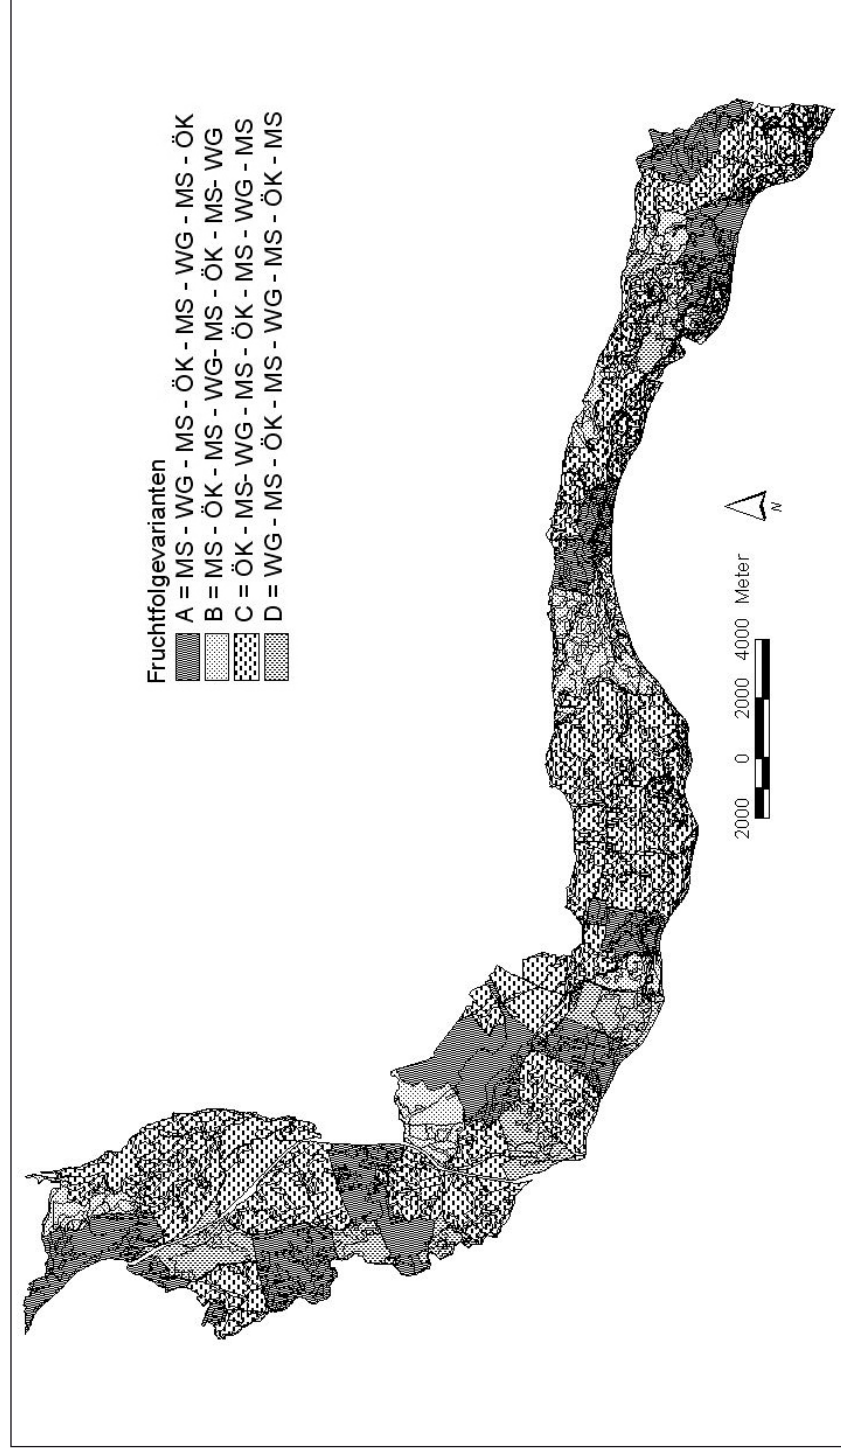 Fruchtfolgevarianten
A = MS - WG - MS - ÖK - MS - WG - MS - ÖK
B = MS - ÖK - MS - WG- MS - ÖK - MS- WG
C = ÖK - MS- WG - MS - ÖK - MS - WG - MS
D = WG - MS - ÖK - MS - WG - MS - ÖK - MS
2000 0 2000 4000 Meter
N